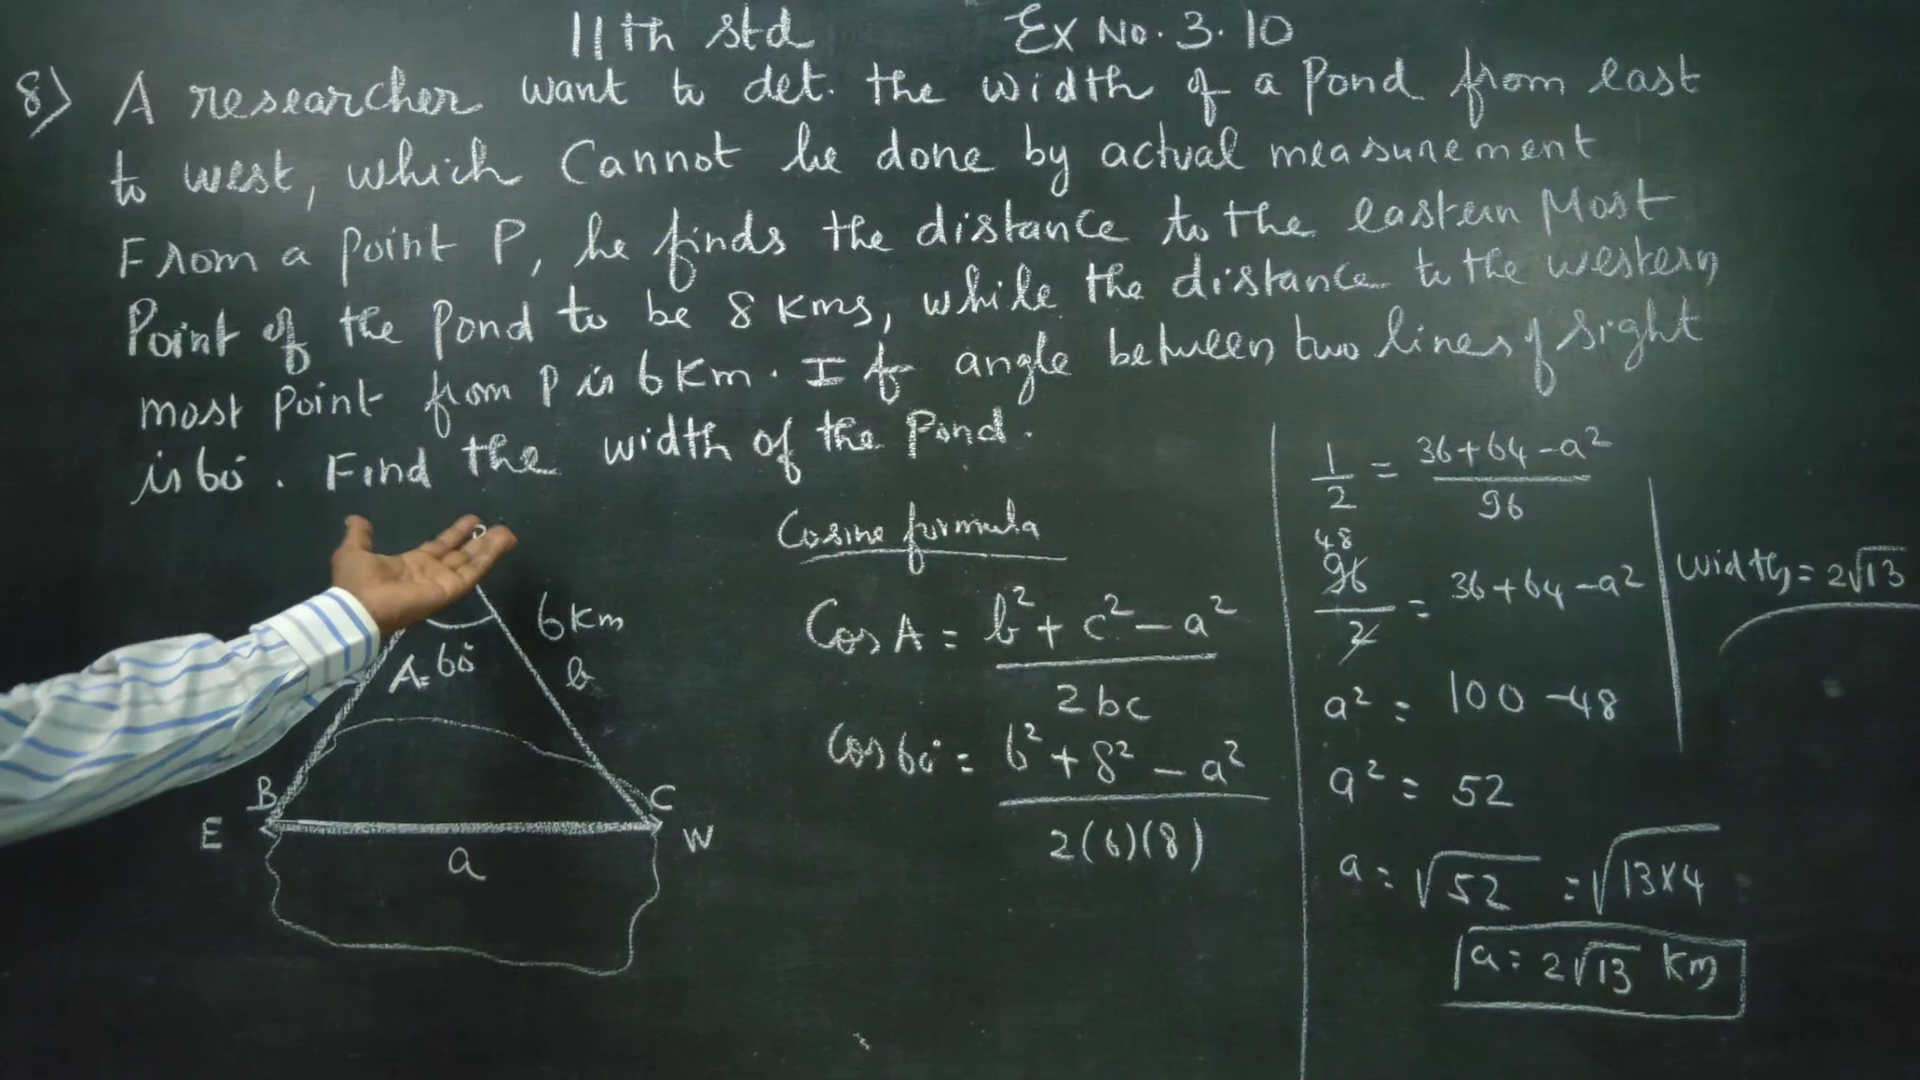 11th std Ex No. 3.10
8) A researcher want to det. the width of a Pond from east
to west, which Cannot be done by actual measurement
From a point P, he finds the distance to the eastern Most
Point of the Pond to be 8 kms, while the distance to the western
most Point from P is 6 Km. If angle between two lines of sight
is 60°. Find the width of the Pond.
P
6 km
b
A=60°
B
C
E
W
a
Cosine formula
Cos A = b² + c² - a² / 2bc
Cos 60° = 6² + 8² - a² / 2(6)(8)
1/2 = 36+64-a² / 96
48
96/2 = 36+64-a²
a² = 100 - 48
a² = 52
a = √52 = √13×4
a = 2√13 km
width = 2√13